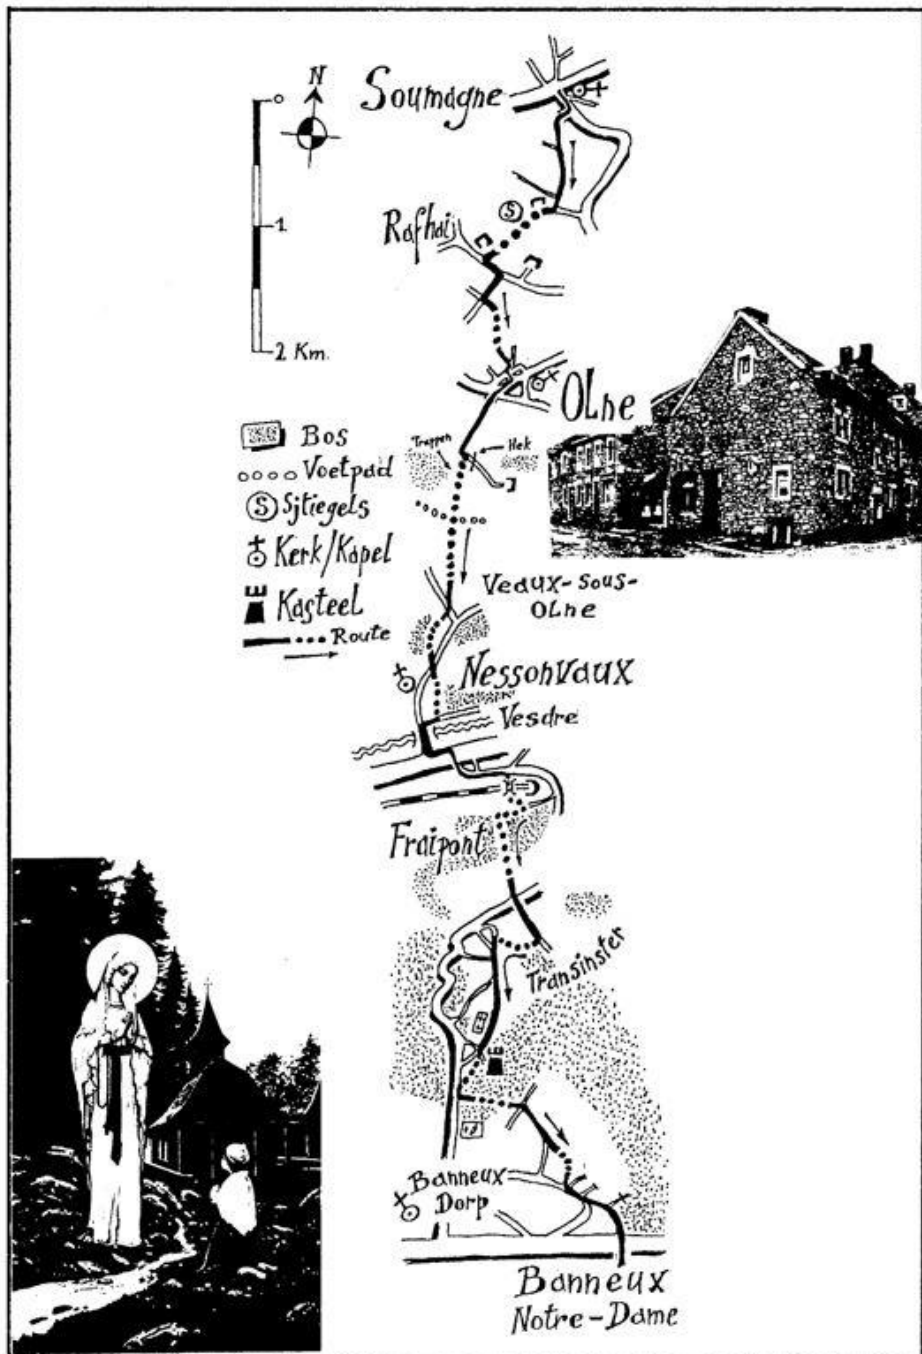 N
Soumagne
0
1
2 Km.
S
Rafhai
Olne
Trappen
Hek
Bos
Voetpad
S Sjtiegels
Kerk/Kapel
Kasteel
Route
Veaux-sous-
Olne
Nessonvaux
Vesdre
Fraipont
Transinster
Banneux
Dorp
Banneux
Notre-Dame